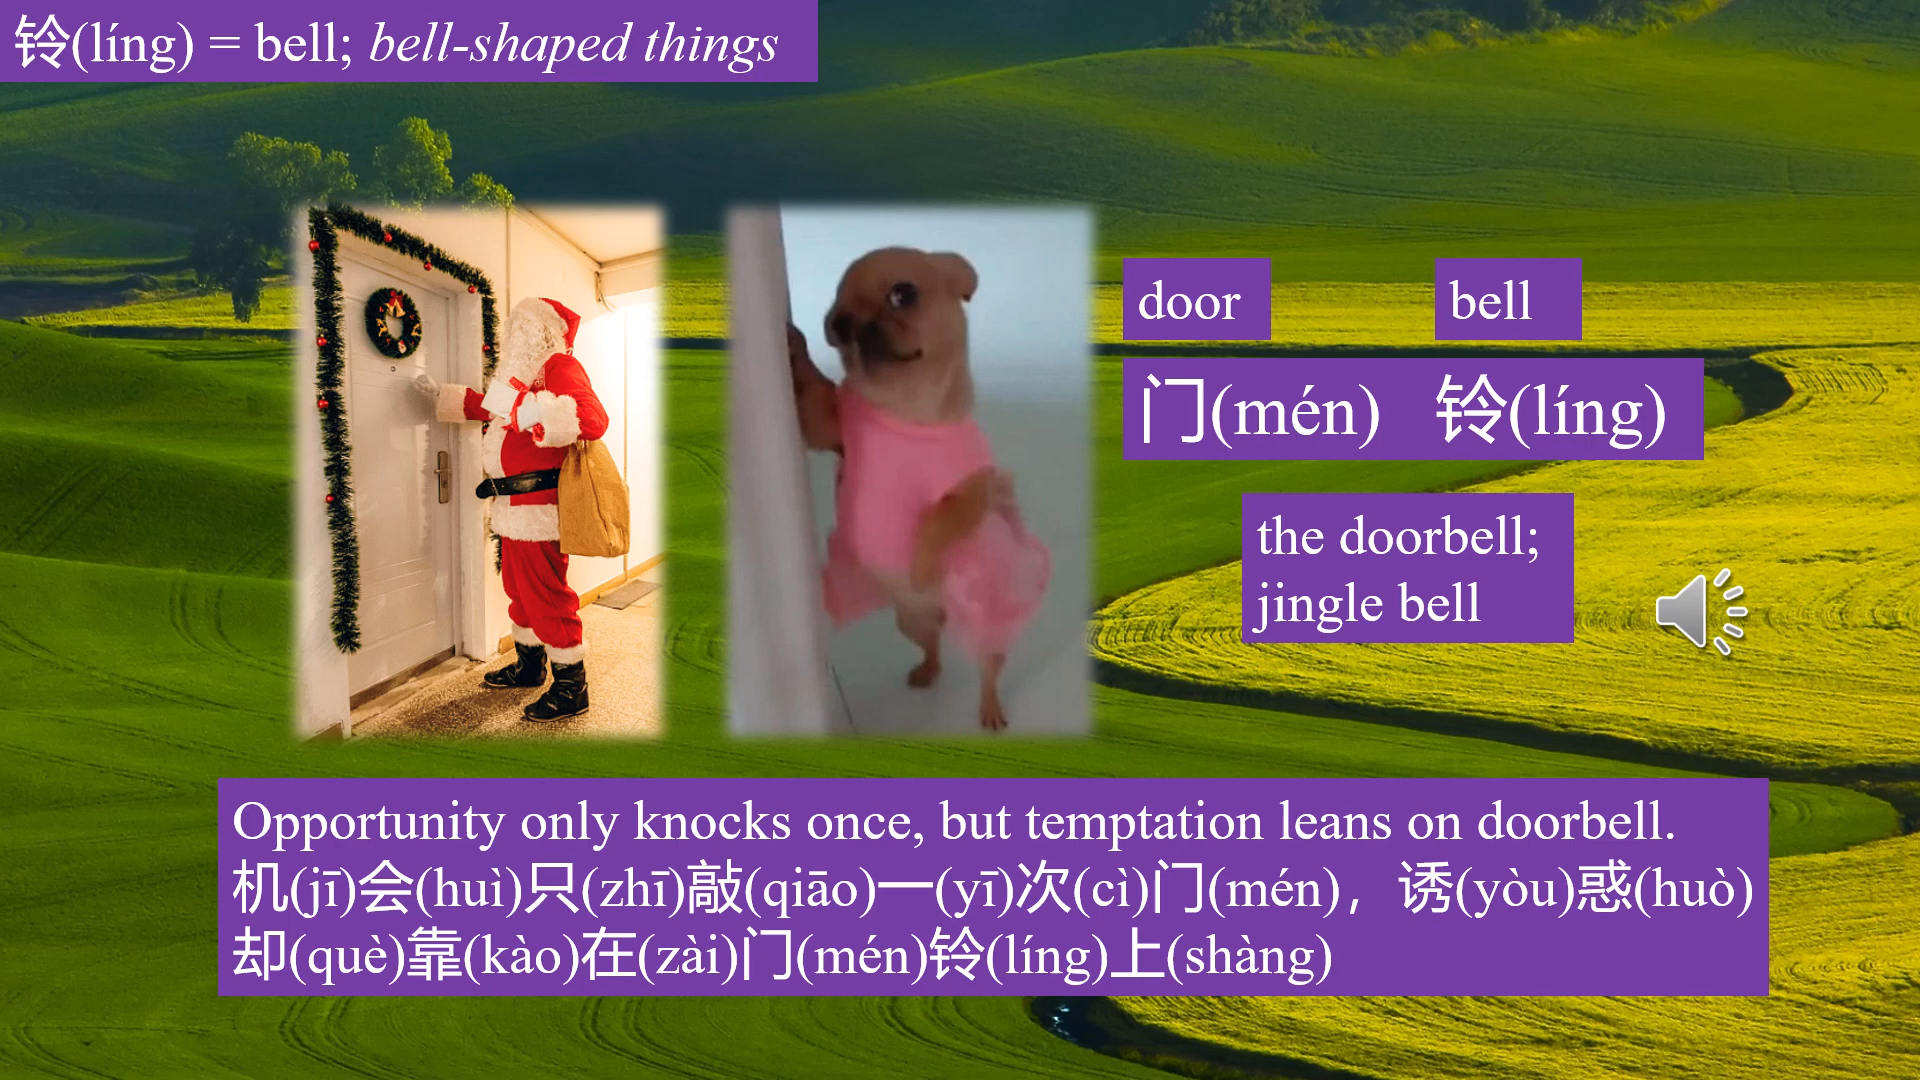 铃(líng) = bell; bell-shaped things
door bell
门(mén) 铃(líng)
the doorbell;
jingle bell
Opportunity only knocks once, but temptation leans on doorbell.
机(jī)会(huì)只(zhī)敲(qiāo)一(yī)次(cì)门(mén)，诱(yòu)惑(huò)
却(què)靠(kào)在(zài)门(mén)铃(líng)上(shàng)